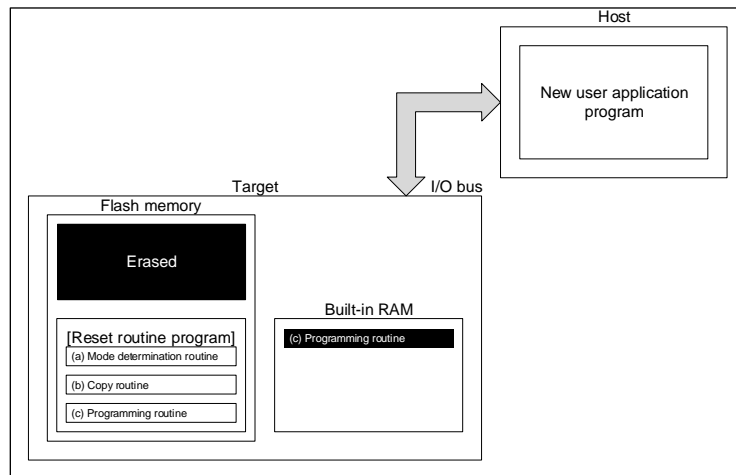 Host
New user application
program
Target
I/O bus
Flash memory
Erased
Built-in RAM
[Reset routine program]
(a) Mode determination routine
(b) Copy routine
(c) Programming routine
(c) Programming routine